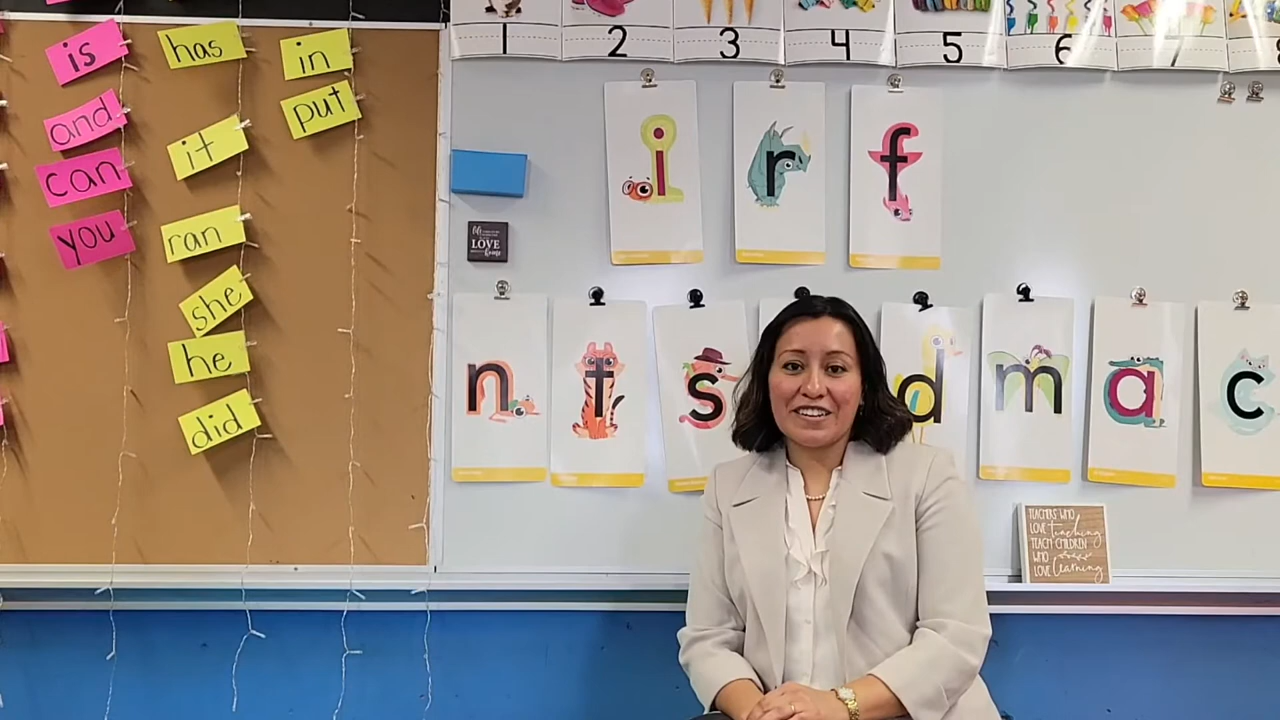 is
and
can
you
has
it
ran
she
he
did
in
put
1 2 3 4 5 6 7 8
i r f
LOVE
n t s d m a c
TEACHERS WHO
LOVE teaching
TEACH CHILDREN
WHO
LOVE learning